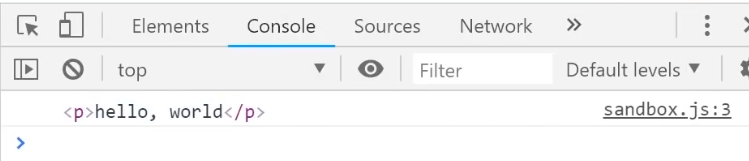 Elements Console Sources Network
top Filter Default levels
<p>hello, world</p> sandbox.js:3